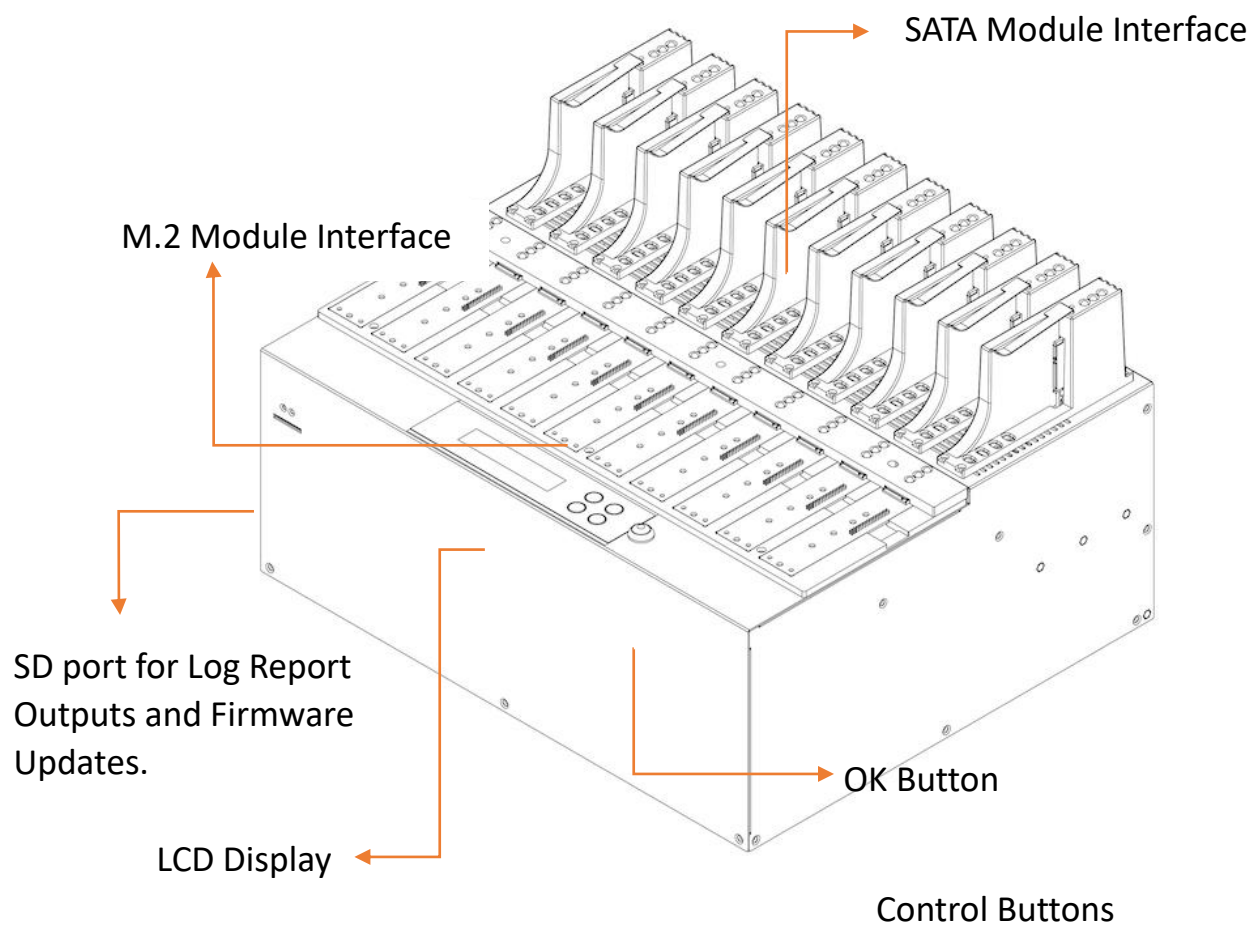 SATA Module Interface
M.2 Module Interface
SD port for Log Report
Outputs and Firmware
Updates.
OK Button
LCD Display
Control Buttons